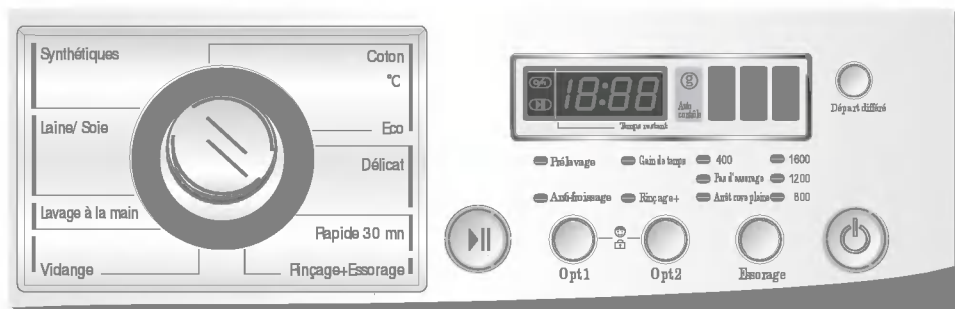 Synthétiques
Coton
°C
Laine/ Soie
Eco
Délicat
Lavage à la main
Rapide 30 mn
Vidange
Rinçage+Essorage
18:88
Auto
contrôle
Temps restant
Départ différé
Prélavage
Gain de temps
400
1600
Pas d'essorage
1200
Anti-froissage
Rinçage+
Arrêt cuve pleine
800
Opt1
Opt2
Essorage